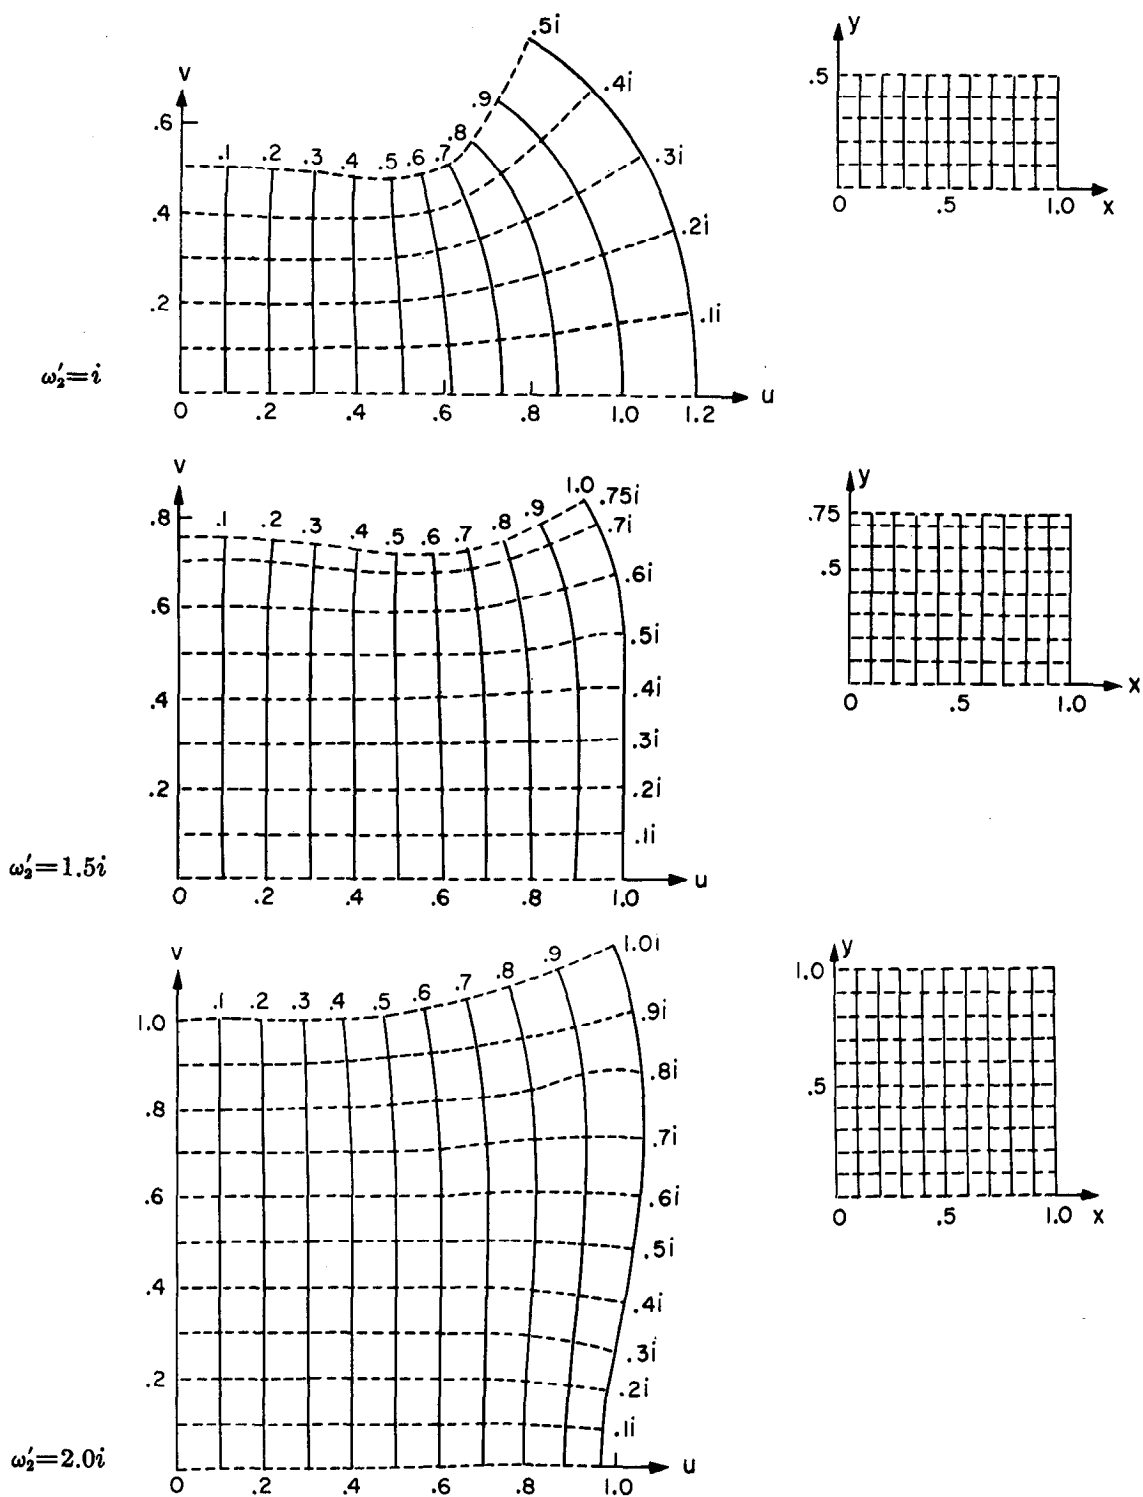 .5i
y
v
.9
.4i
.5
.6
.8
.1 .2 .3 .4 .5 .6 .7
.3i
0 .5 1.0 x
.4
.2i
.2
.1i
ω′₂=i
u
0 .2 .4 .6 .8 1.0 1.2
v
y
1.0 .75i
.8
.1 .2 .3 .4 .5 .6 .7 .8 .9
.7i
.75
.6i
.5
.6
.5i
.4
.4i
0 .5 1.0 x
.3i
.2
.2i
.1i
ω′₂=1.5i
u
0 .2 .4 .6 .8 1.0
v
y
1.0i
1.0
.1 .2 .3 .4 .5 .6 .7 .8 .9
1.0
.9i
.8i
.5
.8
.7i
.6
.6i
0 .5 1.0 x
.5i
.4
.4i
.3i
.2
.2i
.1i
ω′₂=2.0i
u
0 .2 .4 .6 .8 1.0